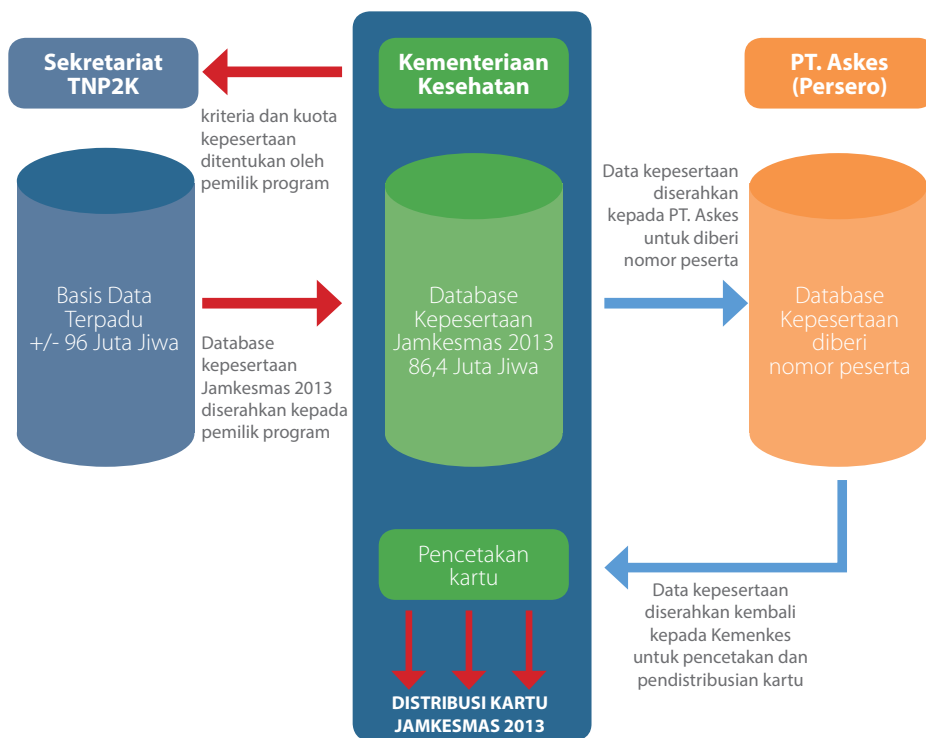 Sekretariat
TNP2K
Kementeriaan
Kesehatan
PT. Askes
(Persero)
kriteria dan kuota
kepesertaan
ditentukan oleh
pemilik program
Basis Data
Terpadu
+/- 96 Juta Jiwa
Database
kepesertaan
Jamkesmas 2013
diserahkan kepada
pemilik program
Database
Kepesertaan
Jamkesmas 2013
86,4 Juta Jiwa
Data kepesertaan
diserahkan
kepada PT. Askes
untuk diberi
nomor peserta
Database
Kepesertaan
diberi
nomor peserta
Pencetakan
kartu
Data kepesertaan
diserahkan kembali
kepada Kemenkes
untuk pencetakan dan
pendistribusian kartu
DISTRIBUSI KARTU
JAMKESMAS 2013